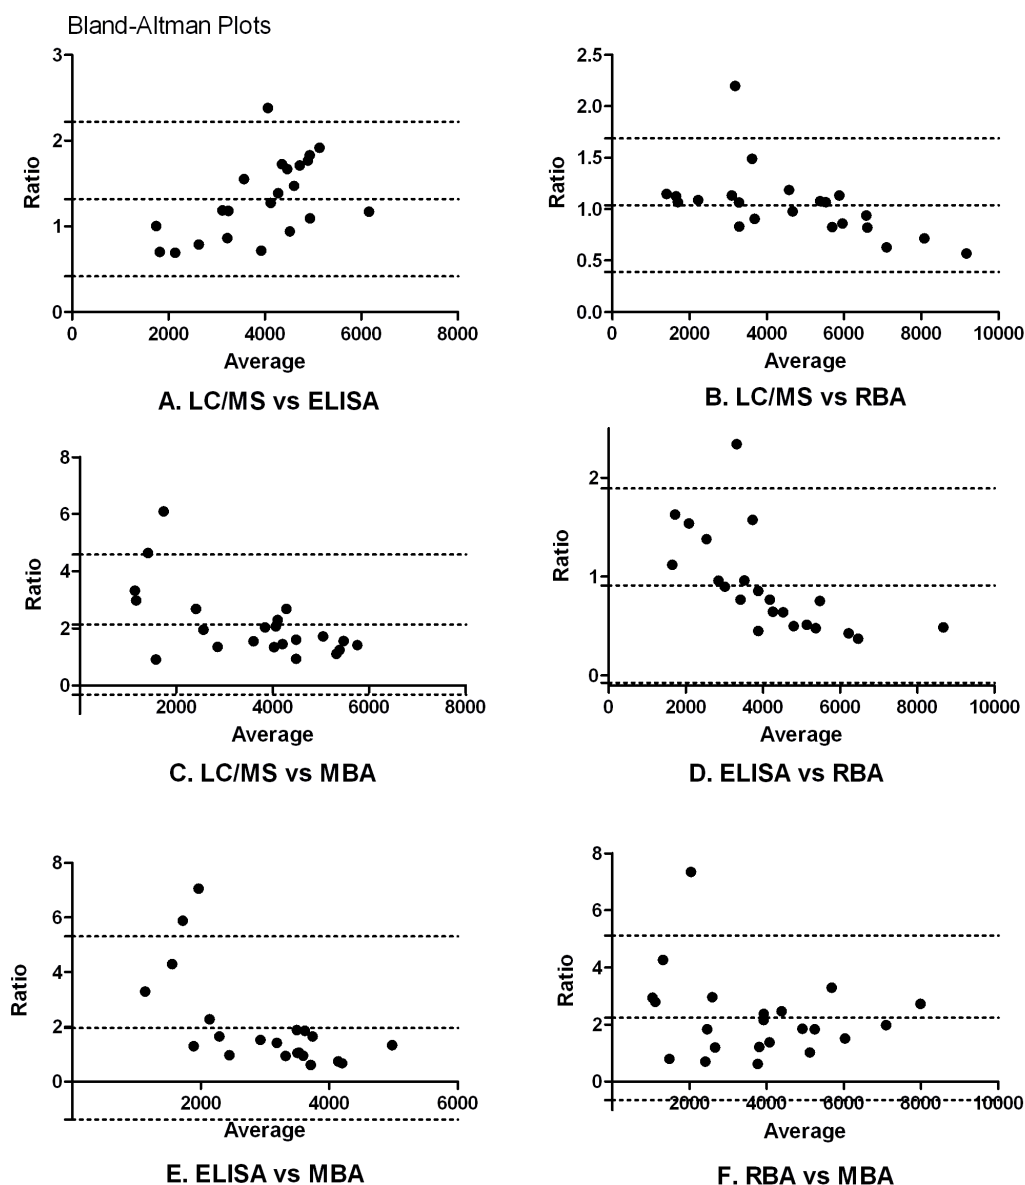 Bland-Altman Plots
3
2
1
0
Ratio
0 2000 4000 6000 8000
Average
A. LC/MS vs ELISA
2.5
2.0
1.5
1.0
0.5
0.0
Ratio
0 2000 4000 6000 8000 10000
Average
B. LC/MS vs RBA
8
6
4
2
0
Ratio
2000 4000 6000 8000
Average
C. LC/MS vs MBA
2
1
0
Ratio
0 2000 4000 6000 8000 10000
Average
D. ELISA vs RBA
8
6
4
2
0
Ratio
2000 4000 6000
Average
E. ELISA vs MBA
8
6
4
2
0
Ratio
2000 4000 6000 8000 10000
Average
F. RBA vs MBA